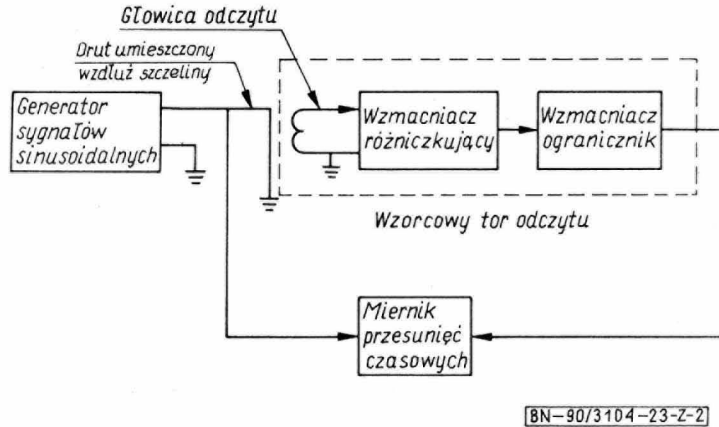 Głowica odczytu
Drut umieszczony
wzdłuż szczeliny
Generator
sygnałów
sinusoidalnych
Wzmacniacz
różniczkujący
Wzmacniacz
ogranicznik
Wzorcowy tor odczytu
Miernik
przesunięć
czasowych
BN-90/3104-23-Z-2